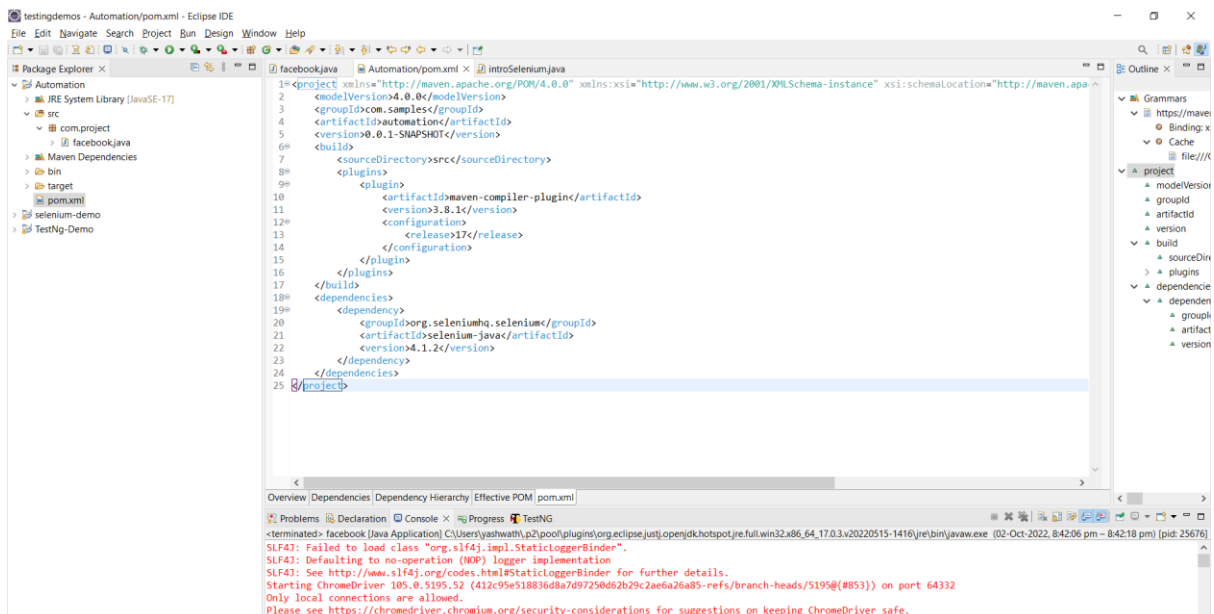 testingdemos - Automation/pom.xml - Eclipse IDE
File Edit Navigate Search Project Run Design Window Help
Package Explorer
Automation
JRE System Library [JavaSE-17]
src
com.project
facebook.java
Maven Dependencies
bin
target
pom.xml
selenium-demo
TestNg-Demo
facebook.java Automation/pom.xml introSelenium.java
1 <project xmlns="http://maven.apache.org/POM/4.0.0" xmlns:xsi="http://www.w3.org/2001/XMLSchema-instance" xsi:schemaLocation="http://maven.apa
2 <modelVersion>4.0.0</modelVersion>
3 <groupId>com.samples</groupId>
4 <artifactId>automation</artifactId>
5 <version>0.0.1-SNAPSHOT</version>
6 <build>
7 <sourceDirectory>src</sourceDirectory>
8 <plugins>
9 <plugin>
10 <artifactId>maven-compiler-plugin</artifactId>
11 <version>3.8.1</version>
12 <configuration>
13 <release>17</release>
14 </configuration>
15 </plugin>
16 </plugins>
17 </build>
18 <dependencies>
19 <dependency>
20 <groupId>org.seleniumhq.selenium</groupId>
21 <artifactId>selenium-java</artifactId>
22 <version>4.1.2</version>
23 </dependency>
24 </dependencies>
25 </project>
Overview Dependencies Dependency Hierarchy Effective POM pom.xml
Outline
Grammars
https://maver
Binding: x
Cache
file:///C
project
modelVersior
groupId
artifactId
version
build
sourceDire
plugins
dependencie
dependen
groupI
artifact
version
Problems Declaration Console Progress TestNG
<terminated> facebook [Java Application] C:\Users\yashwath\.p2\pool\plugins\org.eclipse.justj.openjdk.hotspot.jre.full.win32.x86_64_17.0.3.v20220515-1416\jre\bin\javaw.exe (02-Oct-2022, 8:42:06 pm – 8:42:18 pm) [pid: 25676]
SLF4J: Failed to load class "org.slf4j.impl.StaticLoggerBinder".
SLF4J: Defaulting to no-operation (NOP) logger implementation
SLF4J: See http://www.slf4j.org/codes.html#StaticLoggerBinder for further details.
Starting ChromeDriver 105.0.5195.52 (412c95e518836d8a7d97250d62b29c2ae6a26a85-refs/branch-heads/5195@{#853}) on port 64332
Only local connections are allowed.
Please see https://chromedriver.chromium.org/security-considerations for suggestions on keeping ChromeDriver safe.